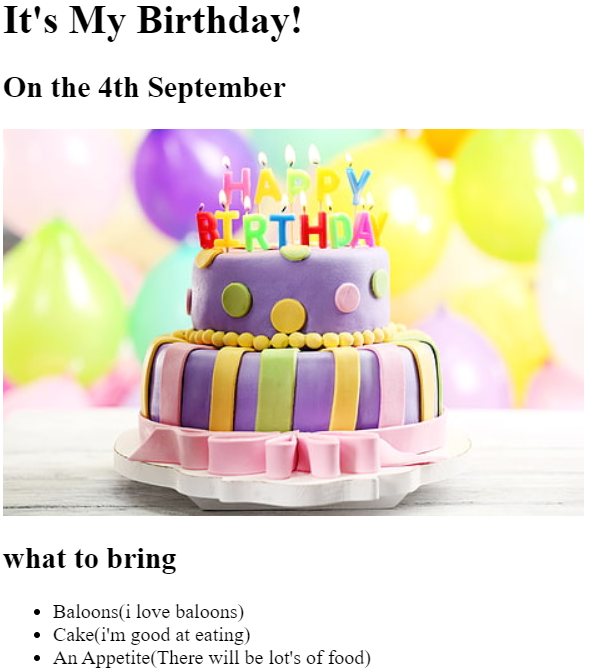 It's My Birthday!
On the 4th September
HAPPY
BIRTHDAY
what to bring
Baloons(i love baloons)
Cake(i'm good at eating)
An Appetite(There will be lot's of food)